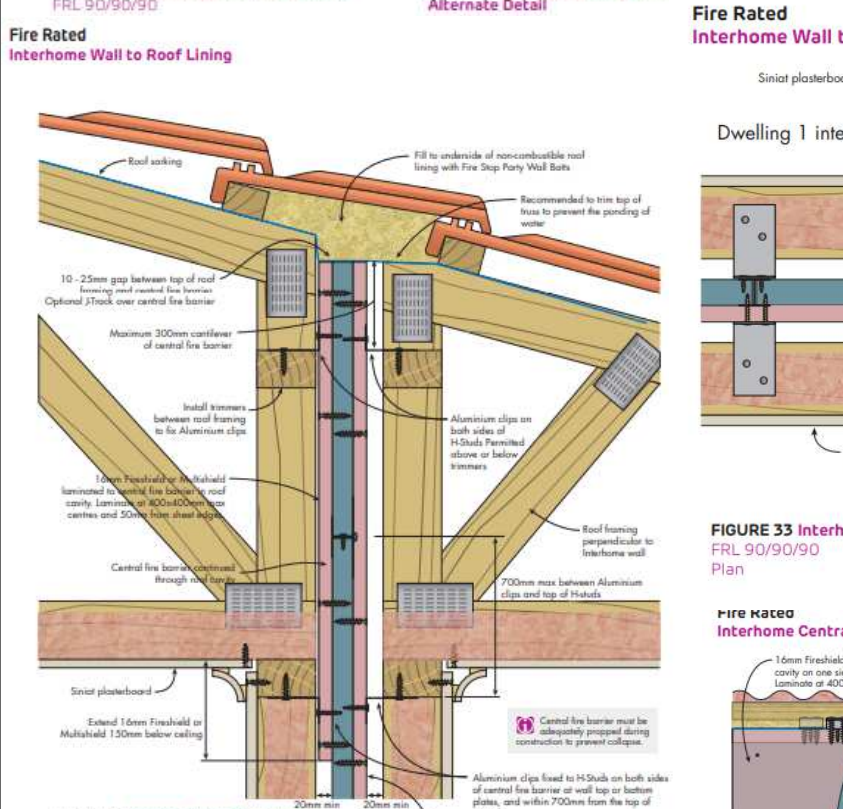 FRL 90/90/90
Alternate Detail
Fire Rated
Interhome Wall to Roof Lining
Roof sarking
Fill to underside of non-combustible roof
lining with Fire Stop Party Wall Batts
Recommended to trim top of
truss to prevent the ponding of
water
10 - 25mm gap between top of roof
framing and central fire barrier
Optional J-Track over central fire barrier
Maximum 300mm cantilever
of central fire barrier
Install trimmers
between roof framing
to fix Aluminium clips
Aluminium clips on
both sides of
H-Studs Permitted
above or below
trimmers
16mm Fireshield or Multishield
laminated to central fire barrier in roof
cavity. Laminate at 400x400mm max
centres and 50mm from sheet edges
Roof framing
perpendicular to
Interhome wall
Central fire barrier continued
through roof cavity
700mm max between Aluminium
clips and top of H-studs
Siniat plasterboard
Extend 16mm Fireshield or
Multishield 150mm below ceiling
Central fire barrier must be
adequately propped during
construction to prevent collapse.
Aluminium clips fixed to H-Studs on both sides
of central fire barrier at wall top or bottom
plates, and within 700mm from the top of
20mm min
20mm min
Fire Rated
Interhome Wall t
Siniat plasterboa
Dwelling 1 inte
FIGURE 33 Interh
FRL 90/90/90
Plan
Fire Rated
Interhome Centra
16mm Fireshield
cavity on one si
Laminate at 400